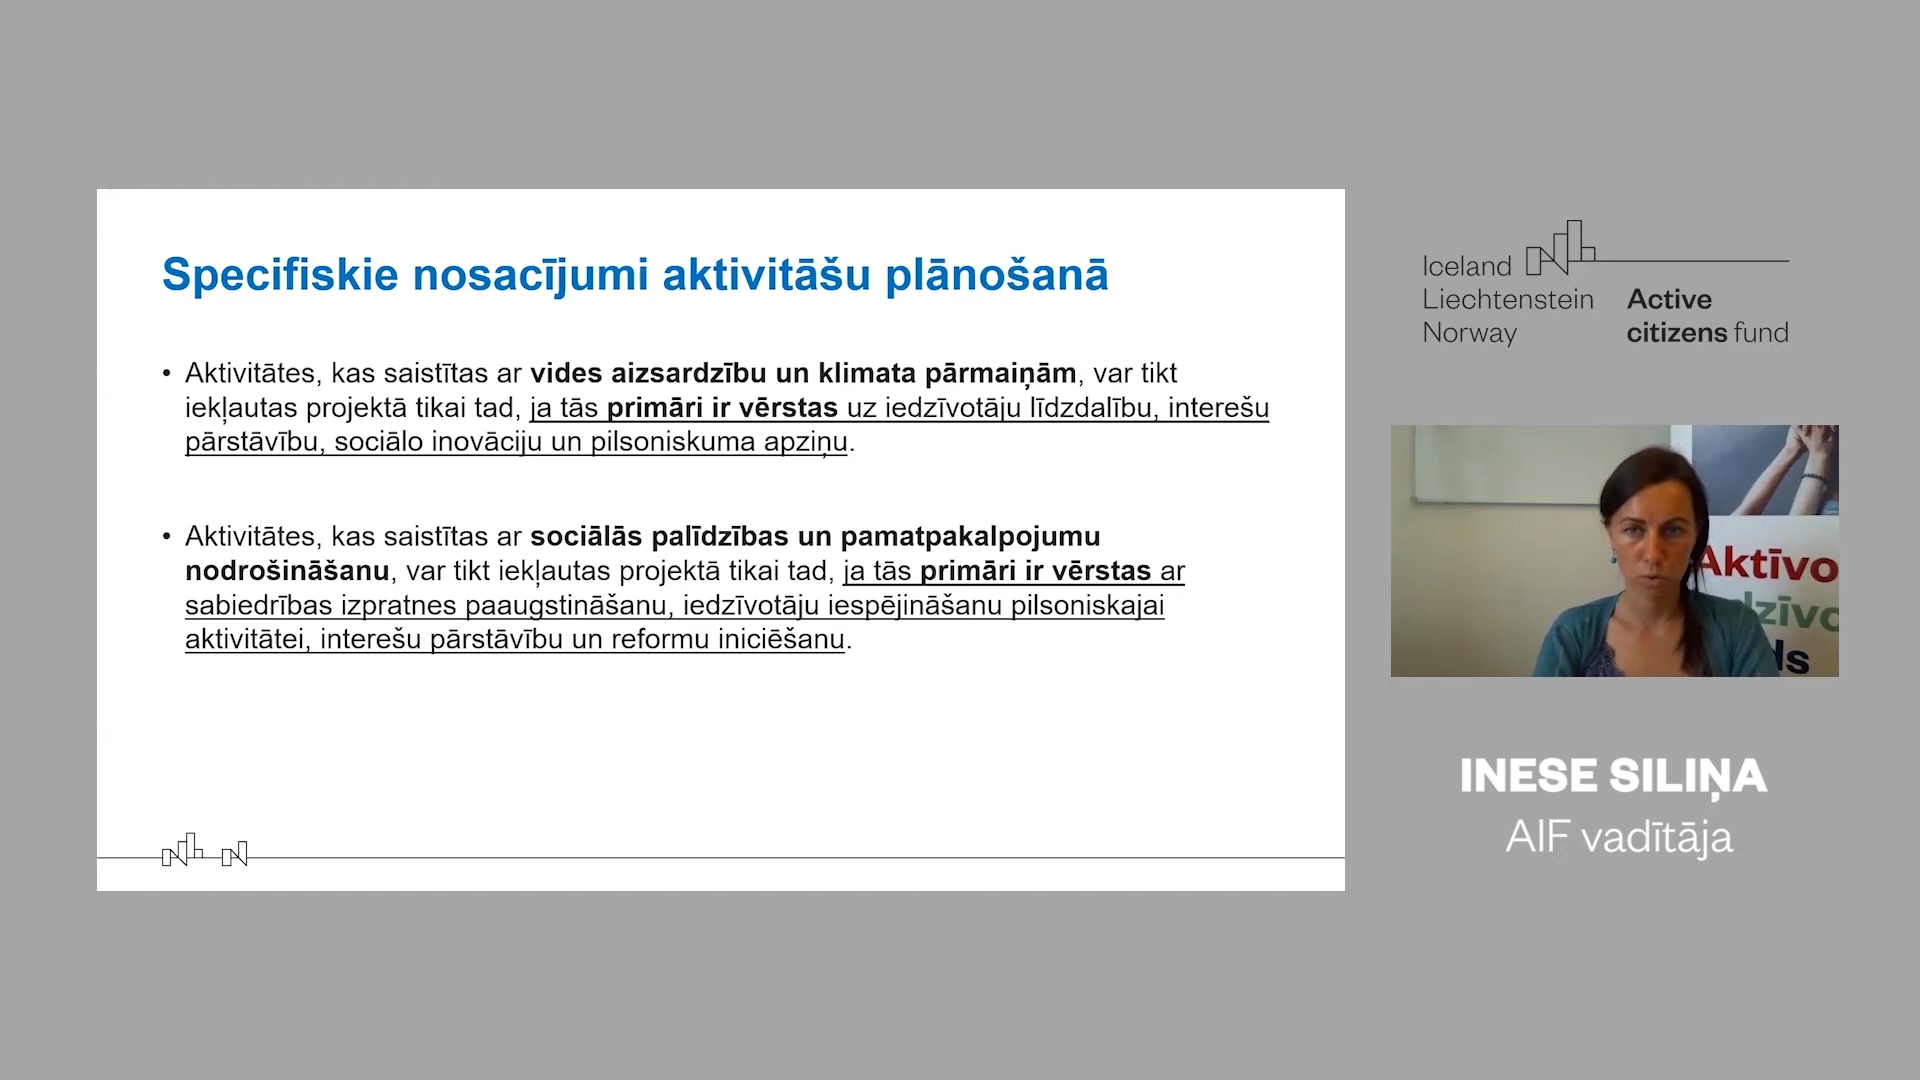 Specifiskie nosacījumi aktivitāšu plānošanā
• Aktivitātes, kas saistītas ar vides aizsardzību un klimata pārmaiņām, var tikt
iekļautas projektā tikai tad, ja tās primāri ir vērstas uz iedzīvotāju līdzdalību, interešu
pārstāvību, sociālo inovāciju un pilsoniskuma apziņu.
• Aktivitātes, kas saistītas ar sociālās palīdzības un pamatpakalpojumu
nodrošināšanu, var tikt iekļautas projektā tikai tad, ja tās primāri ir vērstas ar
sabiedrības izpratnes paaugstināšanu, iedzīvotāju iespējināšanu pilsoniskajai
aktivitātei, interešu pārstāvību un reformu iniciēšanu.
Iceland
Liechtenstein
Norway
Active
citizens fund
Aktīvo
dzīvo
ds
INESE SILIŅA
AIF vadītāja